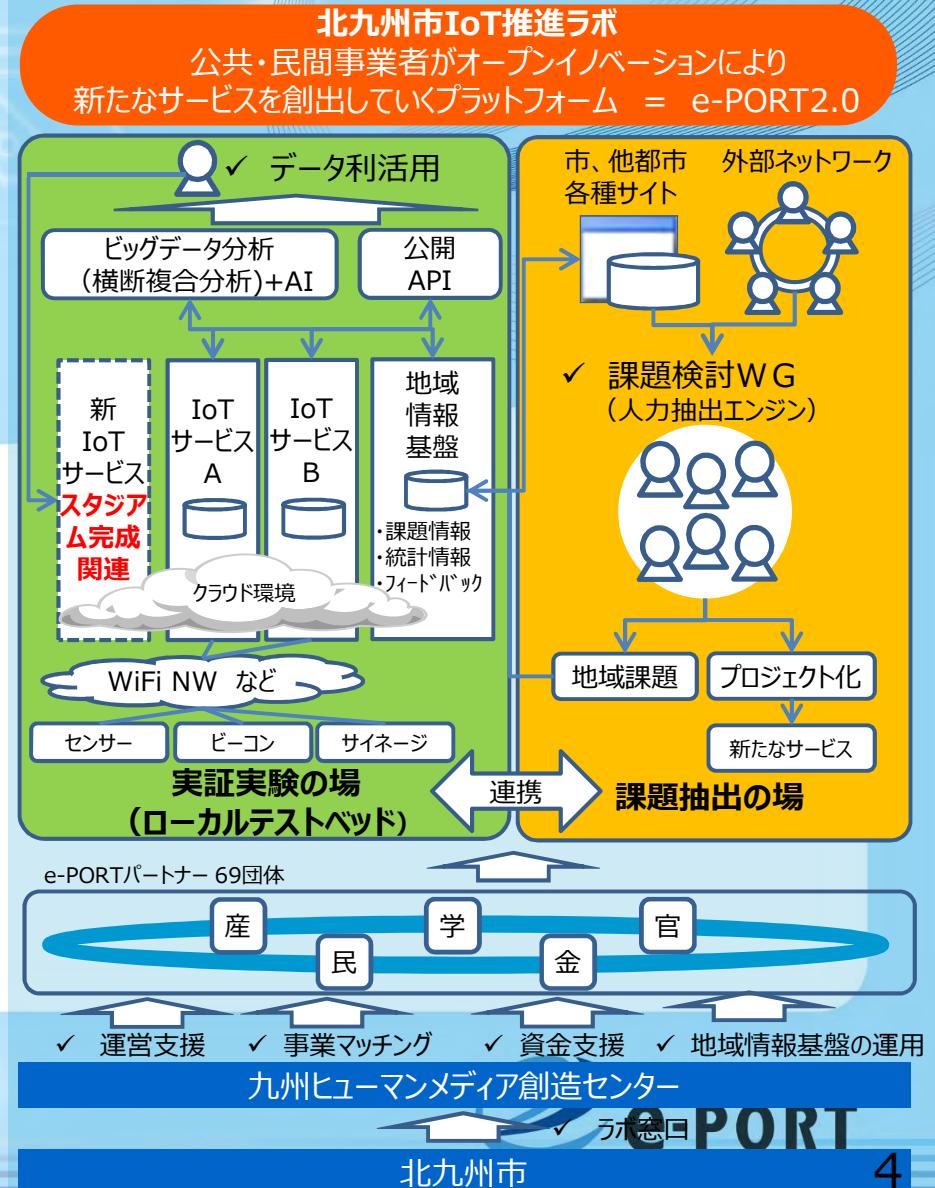 北九州市IoT推進ラボ
公共・民間事業者がオープンイノベーションにより
新たなサービスを創出していくプラットフォーム = e-PORT2.0
✓ データ利活用
ビッグデータ分析
(横断複合分析)+AI
公開
API
新
IoT
サービス
スタジア
ム完成
関連
IoT
サービス
A
IoT
サービス
B
地域
情報
基盤
・課題情報
・統計情報
・フィードバック
クラウド環境
WiFi NW など
センサー
ビーコン
サイネージ
実証実験の場
(ローカルテストベッド)
連携
市、他都市
各種サイト
外部ネットワーク
✓ 課題検討WG
(人力抽出エンジン)
地域課題
プロジェクト化
新たなサービス
課題抽出の場
e-PORTパートナー 69団体
産
学
官
民
金
✓ 運営支援
✓ 事業マッチング
✓ 資金支援
✓ 地域情報基盤の運用
九州ヒューマンメディア創造センター
✓ ラボ窓口
e-PORT
北九州市
4